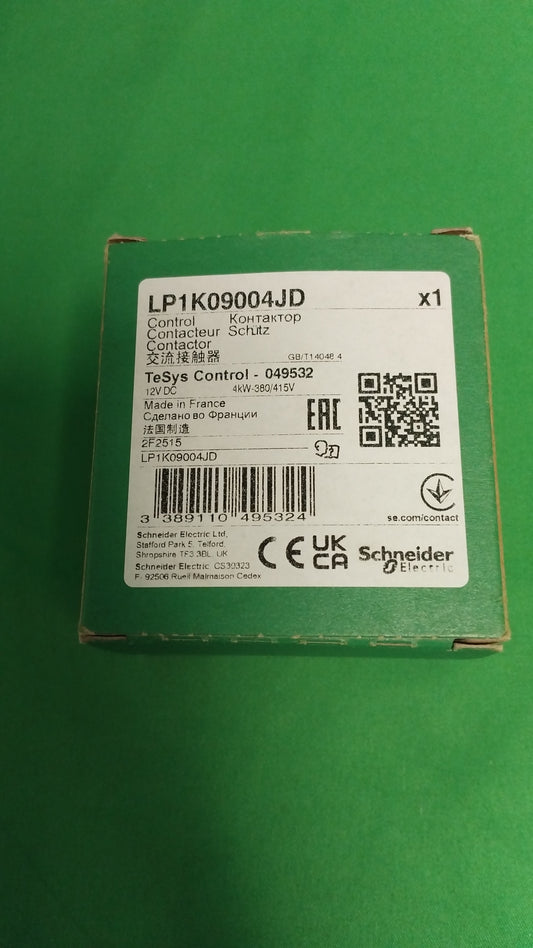 LP1K09004JD x1
Control Контактор
Contacteur Schütz
Contactor
交流接触器 GB/T14048.4
TeSys Control - 049532
12V DC 4kW-380/415V
Made in France
Сделано во Франции
EAC
法国制造
2F2515
LP1K09004JD
3 389110 495324
se.com/contact
Schneider Electric Ltd,
Stafford Park 5, Telford,
Shropshire TF3 3BL, UK
Schneider Electric CS30323
F- 92506 Rueil Malmaison Cedex
CE UK CA
Schneider Electric